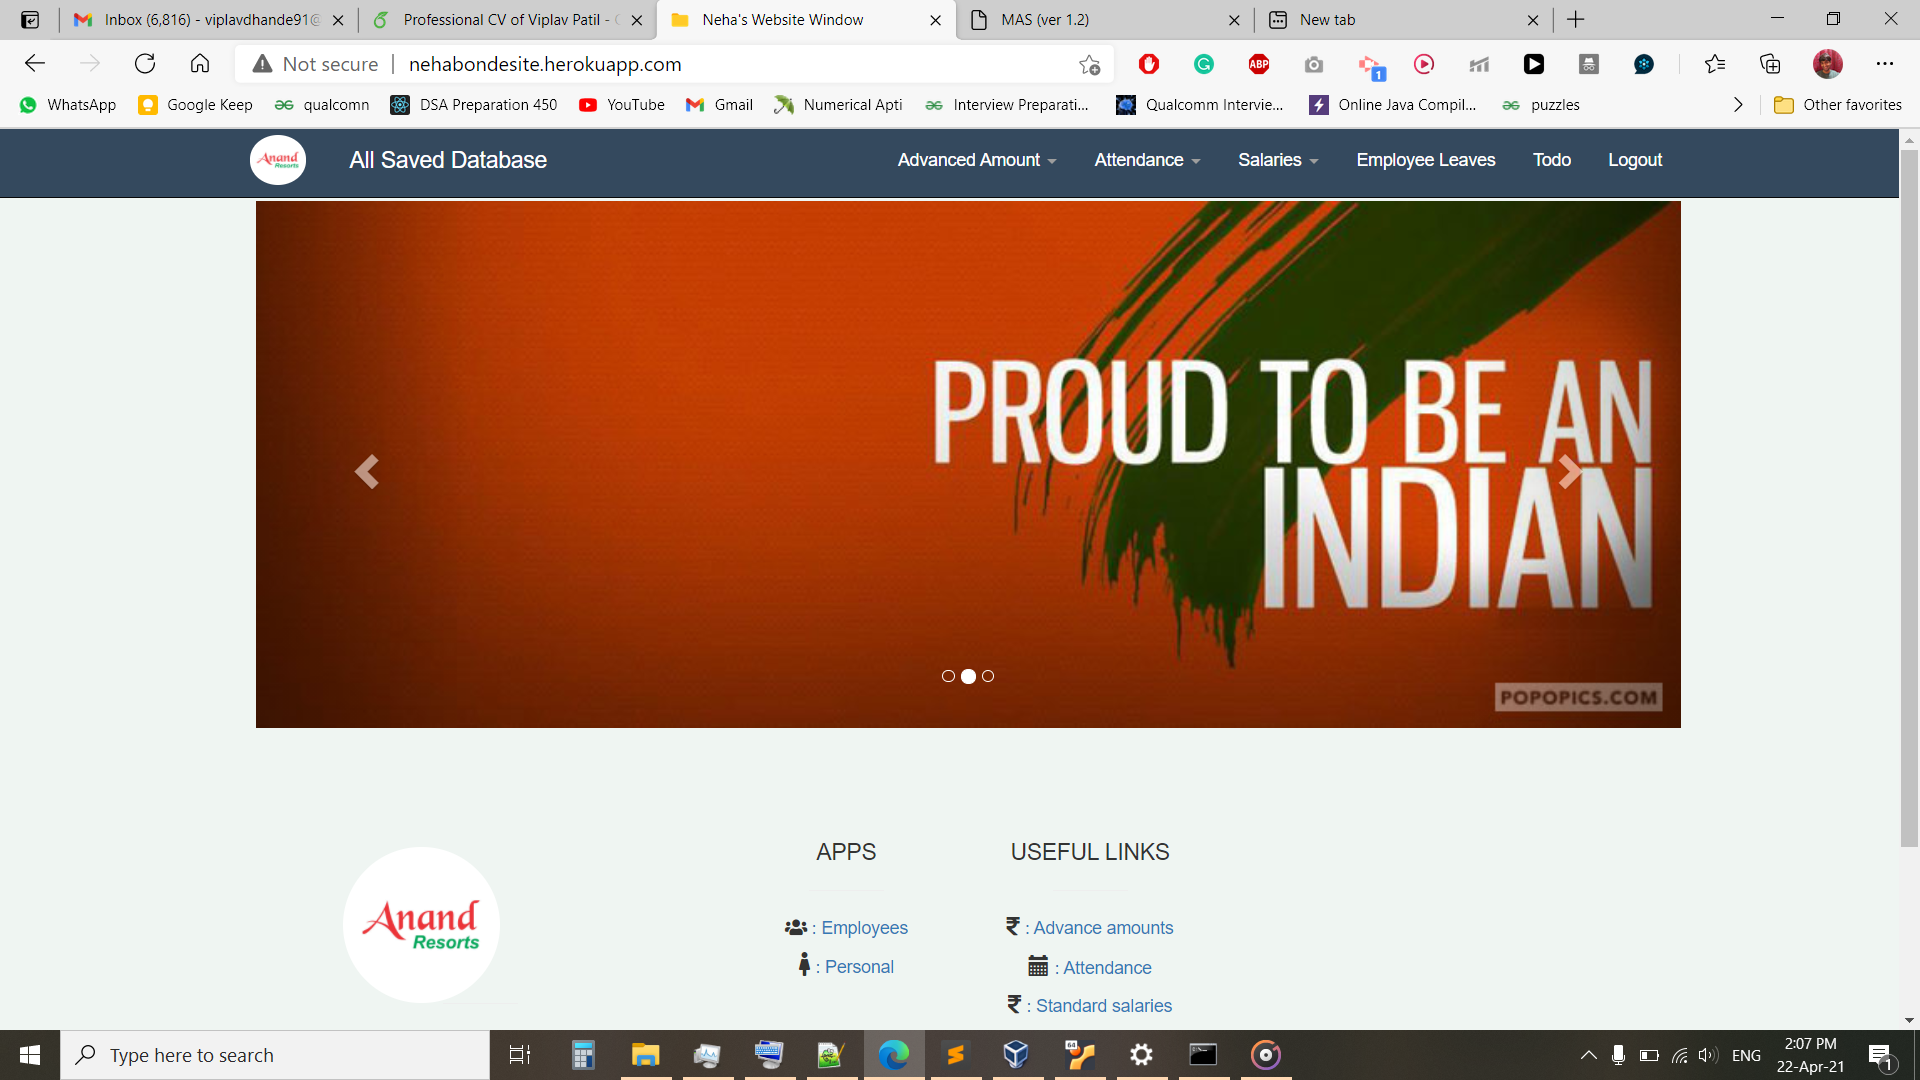 Inbox (6,816) - viplavdhande91@
Professional CV of Viplav Patil -
Neha's Website Window
MAS (ver 1.2)
New tab
Not secure
nehabondesite.herokuapp.com
ABP
1
WhatsApp
Google Keep
qualcomn
DSA Preparation 450
YouTube
Gmail
Numerical Apti
Interview Preparati...
Qualcomm Intervie...
Online Java Compil...
puzzles
Other favorites
Anand
Resorts
All Saved Database
Advanced Amount
Attendance
Salaries
Employee Leaves
Todo
Logout
PROUD TO BE AN
INDIAN
POPOPICS.COM
APPS
USEFUL LINKS
Anand
Resorts
: Employees
: Personal
₹ : Advance amounts
: Attendance
₹ : Standard salaries
Type here to search
64
ENG
2:07 PM
22-Apr-21
1